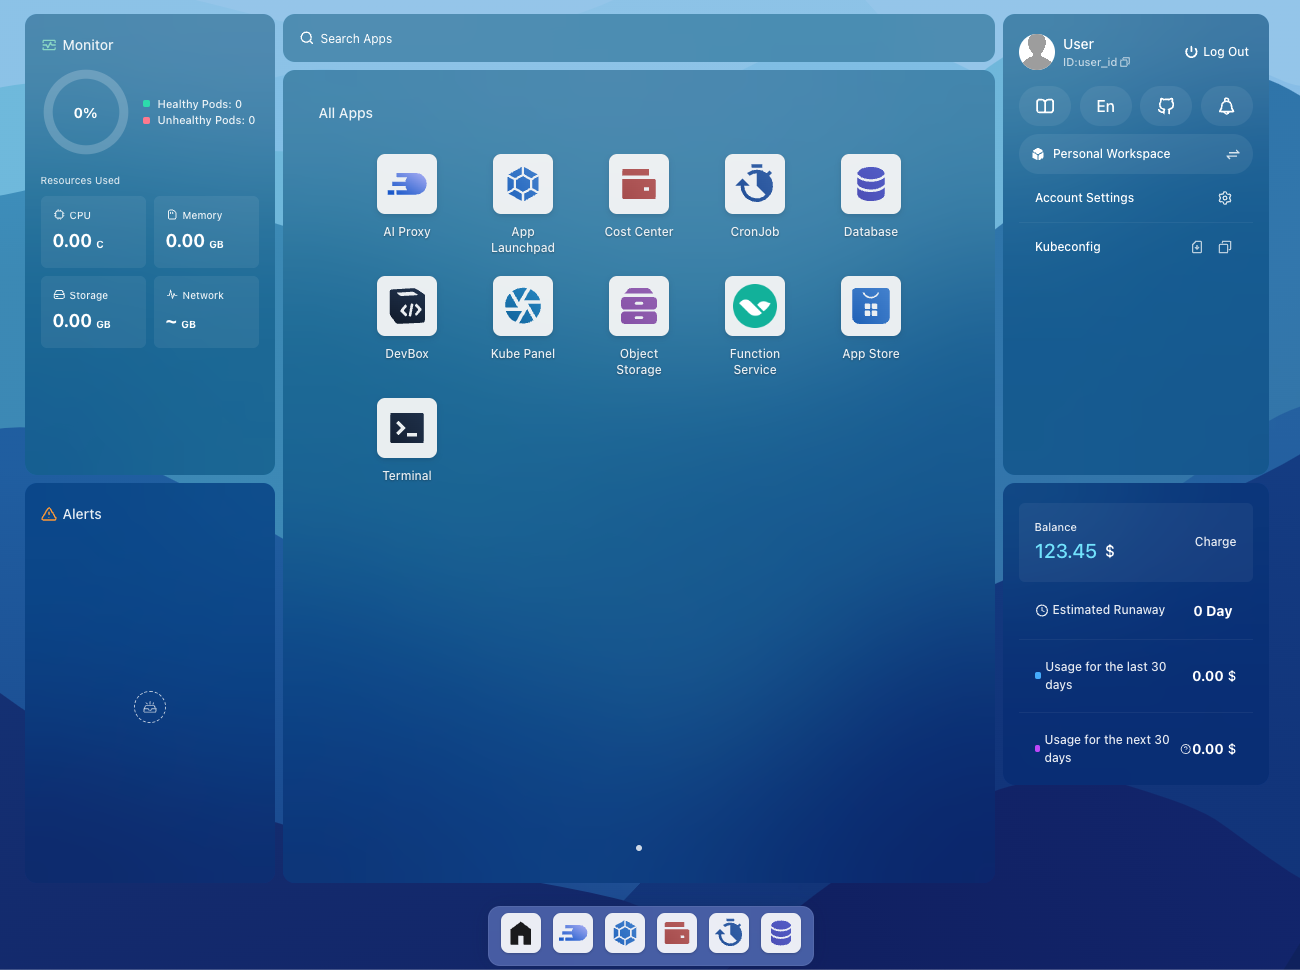 Monitor
0%
Healthy Pods: 0
Unhealthy Pods: 0
Resources Used
CPU
0.00 C
Memory
0.00 GB
Storage
0.00 GB
Network
~ GB
Alerts
Search Apps
All Apps
AI Proxy
App
Launchpad
Cost Center
CronJob
Database
DevBox
Kube Panel
Object
Storage
Function
Service
App Store
Terminal
User
ID:user_id
Log Out
En
Personal Workspace
Account Settings
Kubeconfig
Balance
123.45 $
Charge
Estimated Runaway
0 Day
Usage for the last 30
days
0.00 $
Usage for the next 30
days
0.00 $